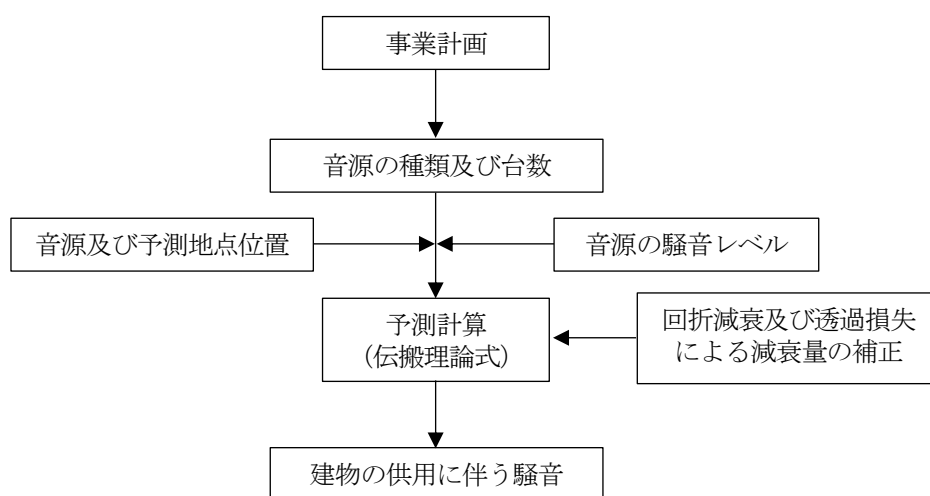 事業計画
音源の種類及び台数
音源及び予測地点位置
音源の騒音レベル
予測計算
（伝搬理論式）
回折減衰及び透過損失
による減衰量の補正
建物の供用に伴う騒音